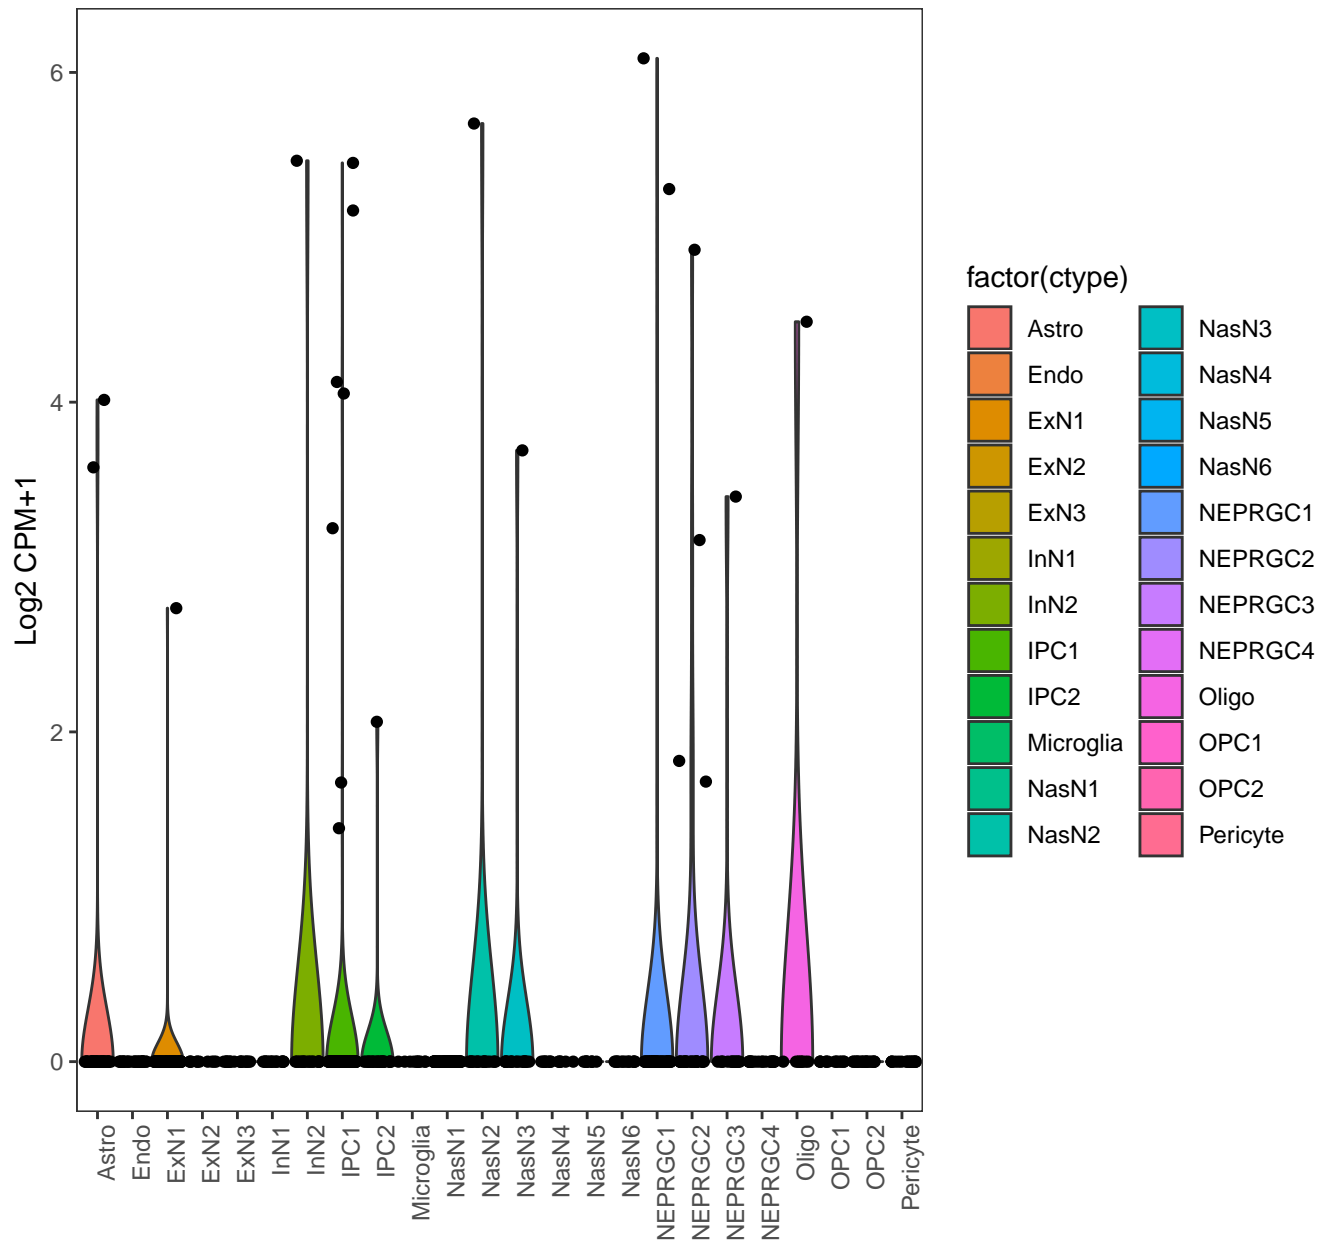 6
4
2
0
Log2 CPM+1
Astro
Endo
ExN1
ExN2
ExN3
InN1
InN2
IPC1
IPC2
Microglia
NasN1
NasN2
NasN3
NasN4
NasN5
NasN6
NEPRGC1
NEPRGC2
NEPRGC3
NEPRGC4
Oligo
OPC1
OPC2
Pericyte
factor(ctype)
Astro
Endo
ExN1
ExN2
ExN3
InN1
InN2
IPC1
IPC2
Microglia
NasN1
NasN2
NasN3
NasN4
NasN5
NasN6
NEPRGC1
NEPRGC2
NEPRGC3
NEPRGC4
Oligo
OPC1
OPC2
Pericyte